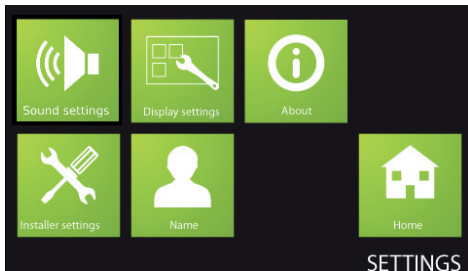 Sound settings
Display settings
About
Installer settings
Name
Home
SETTINGS